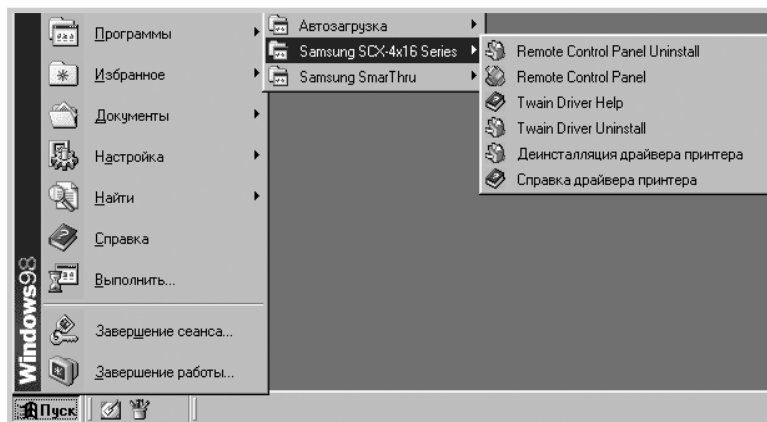 Программы
Избранное
Документы
Настройка
Найти
Справка
Выполнить...
Завершение сеанса...
Завершение работы...
Windows98
Пуск
Автозагрузка
Samsung SCX-4x16 Series
Samsung SmarThru
Remote Control Panel Uninstall
Remote Control Panel
Twain Driver Help
Twain Driver Uninstall
Деинсталляция драйвера принтера
Справка драйвера принтера